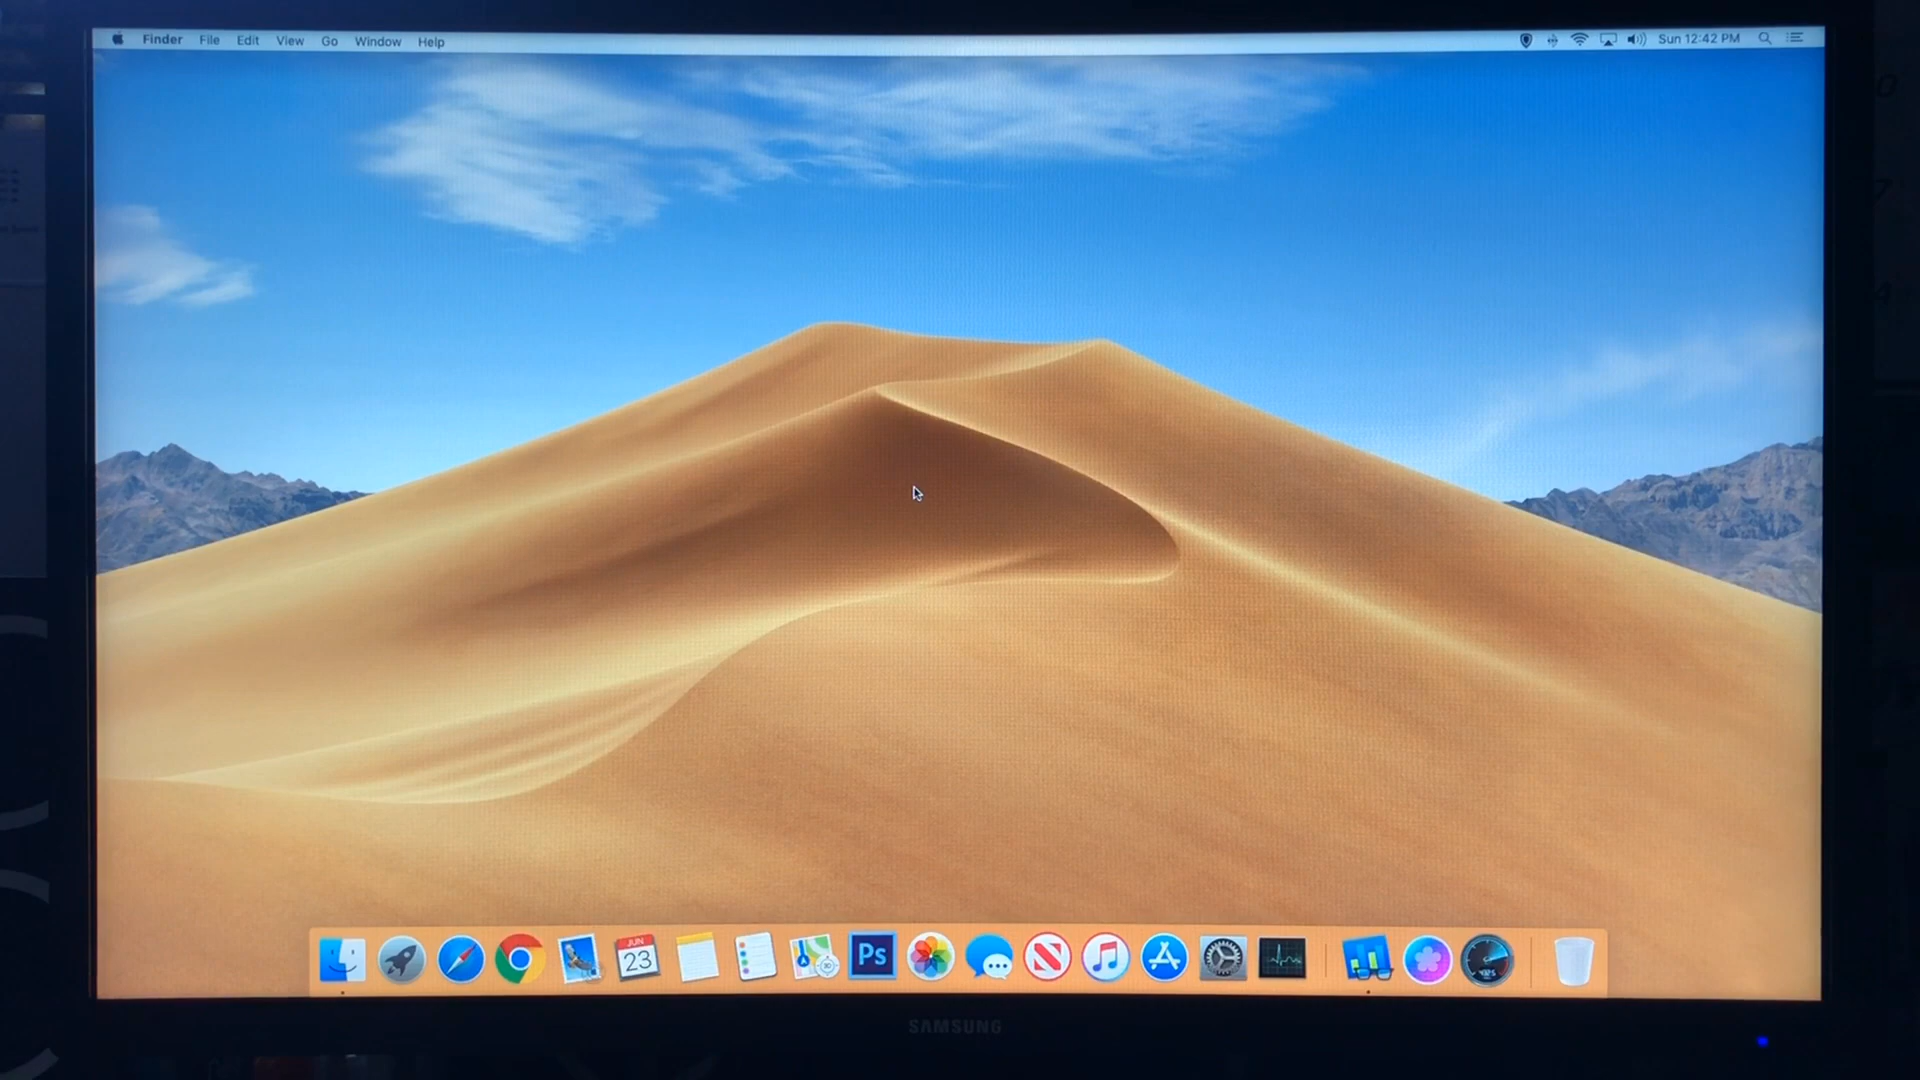 Finder File Edit View Go Window Help
Sun 12:42 PM
JUN
23
Ps
SAMSUNG